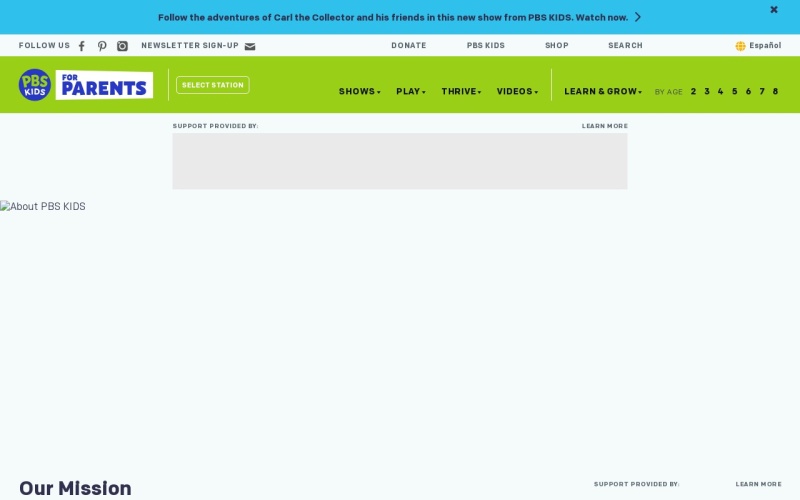 Follow the adventures of Carl the Collector and his friends in this new show from PBS KIDS. Watch now.
FOLLOW US
NEWSLETTER SIGN-UP
DONATE
PBS KIDS
SHOP
SEARCH
Español
PBS KIDS
FOR PARENTS
SELECT STATION
SHOWS
PLAY
THRIVE
VIDEOS
LEARN & GROW
BY AGE 2 3 4 5 6 7 8
SUPPORT PROVIDED BY:
LEARN MORE
About PBS KIDS
Our Mission
SUPPORT PROVIDED BY:
LEARN MORE